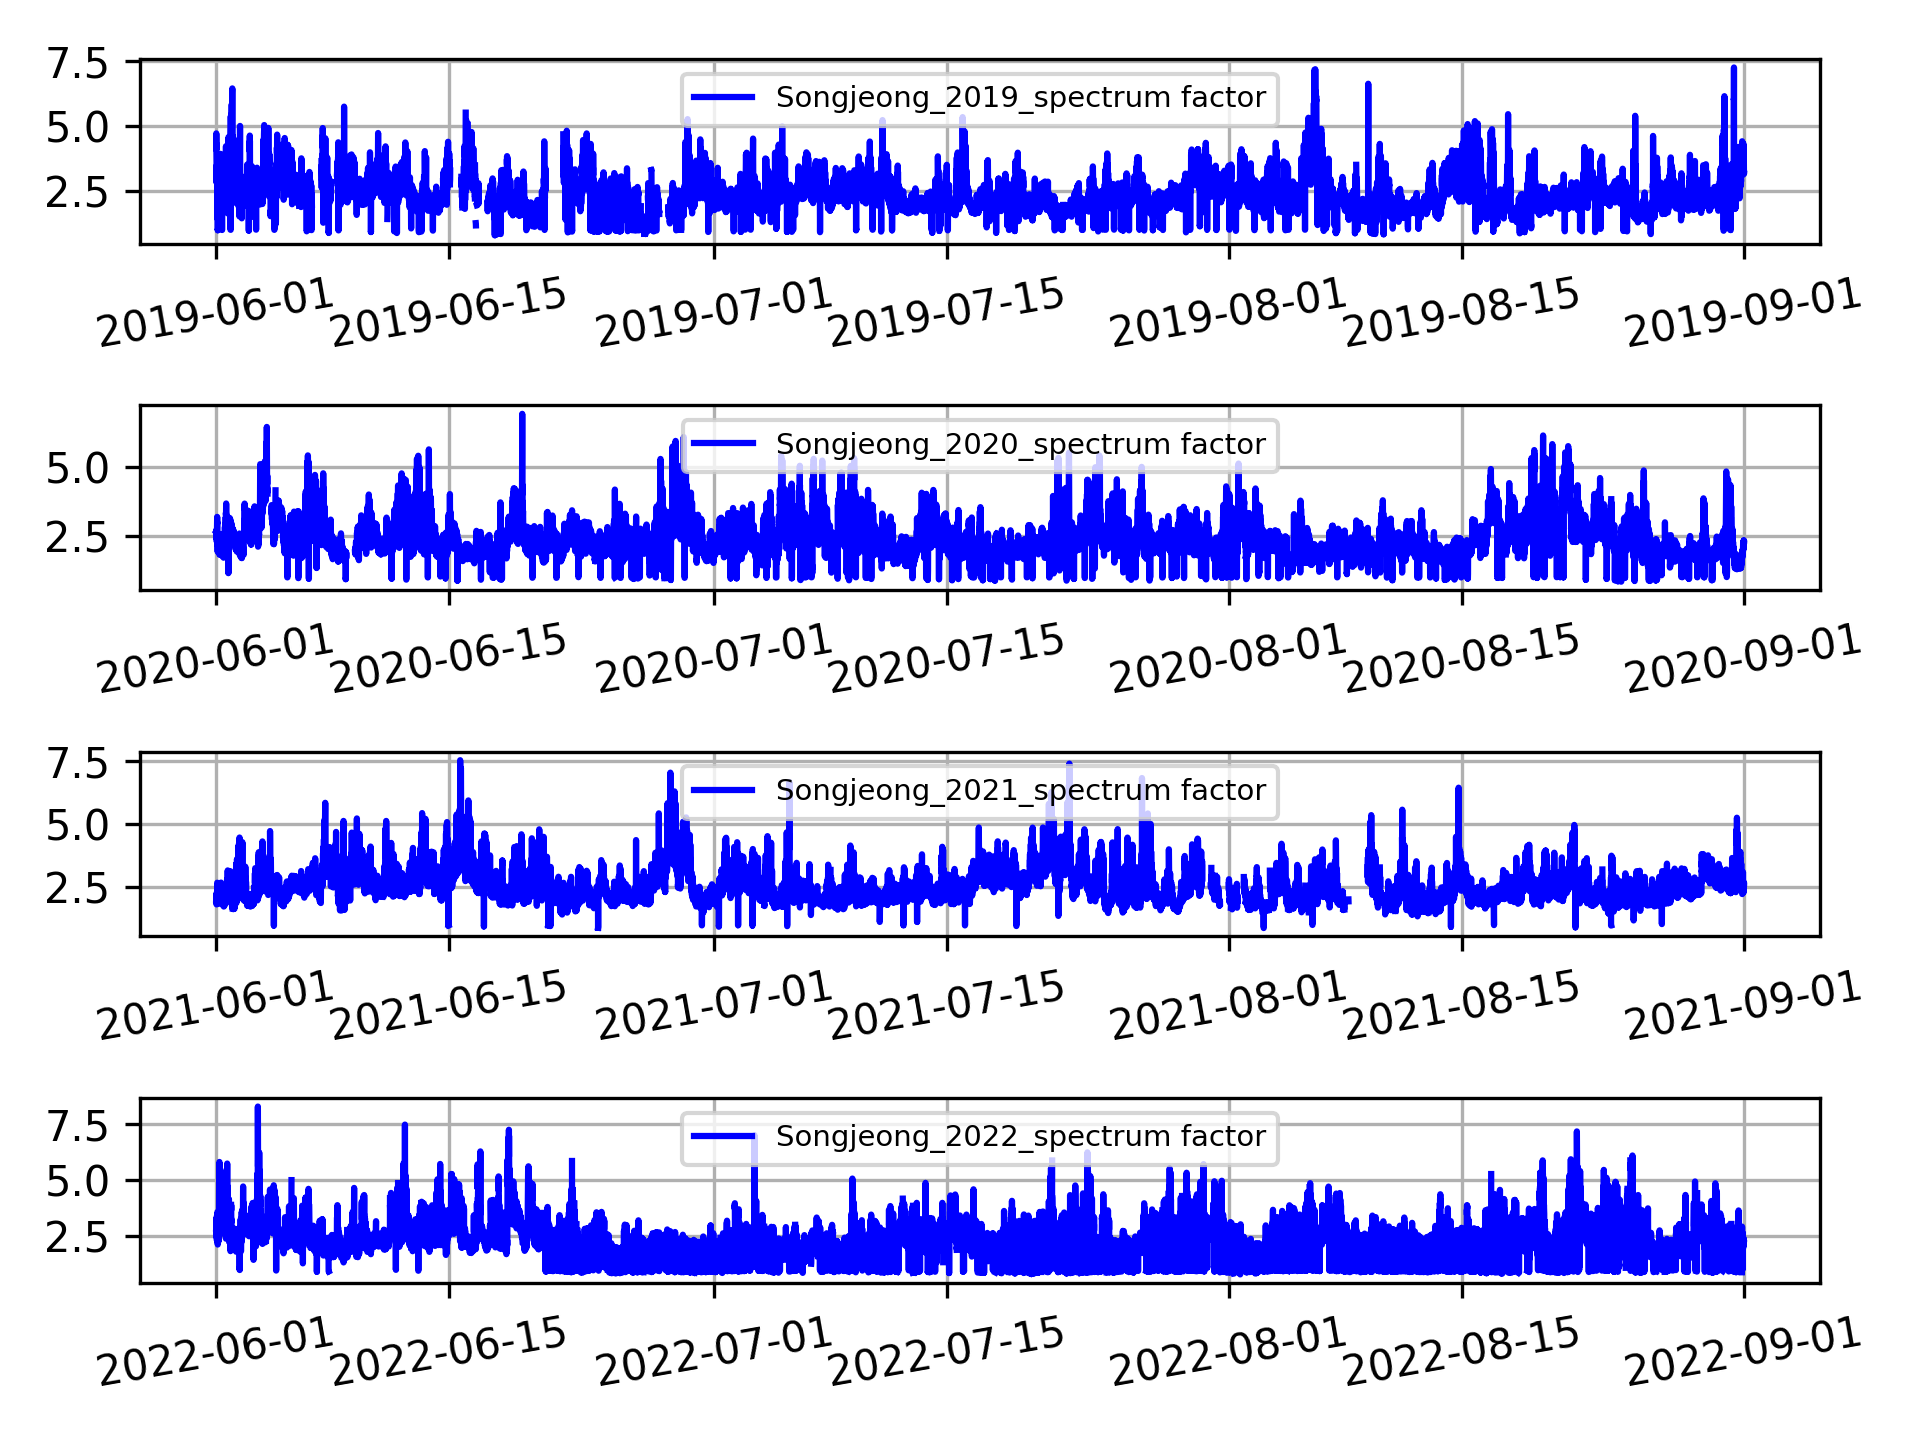 7.5
Songjeong_2019_spectrum factor
5.0
2.5
2019-06-01 2019-06-15 2019-07-01 2019-07-15 2019-08-01 2019-08-15 2019-09-01
Songjeong_2020_spectrum factor
5.0
2.5
2020-06-01 2020-06-15 2020-07-01 2020-07-15 2020-08-01 2020-08-15 2020-09-01
7.5
Songjeong_2021_spectrum factor
5.0
2.5
2021-06-01 2021-06-15 2021-07-01 2021-07-15 2021-08-01 2021-08-15 2021-09-01
7.5
Songjeong_2022_spectrum factor
5.0
2.5
2022-06-01 2022-06-15 2022-07-01 2022-07-15 2022-08-01 2022-08-15 2022-09-01